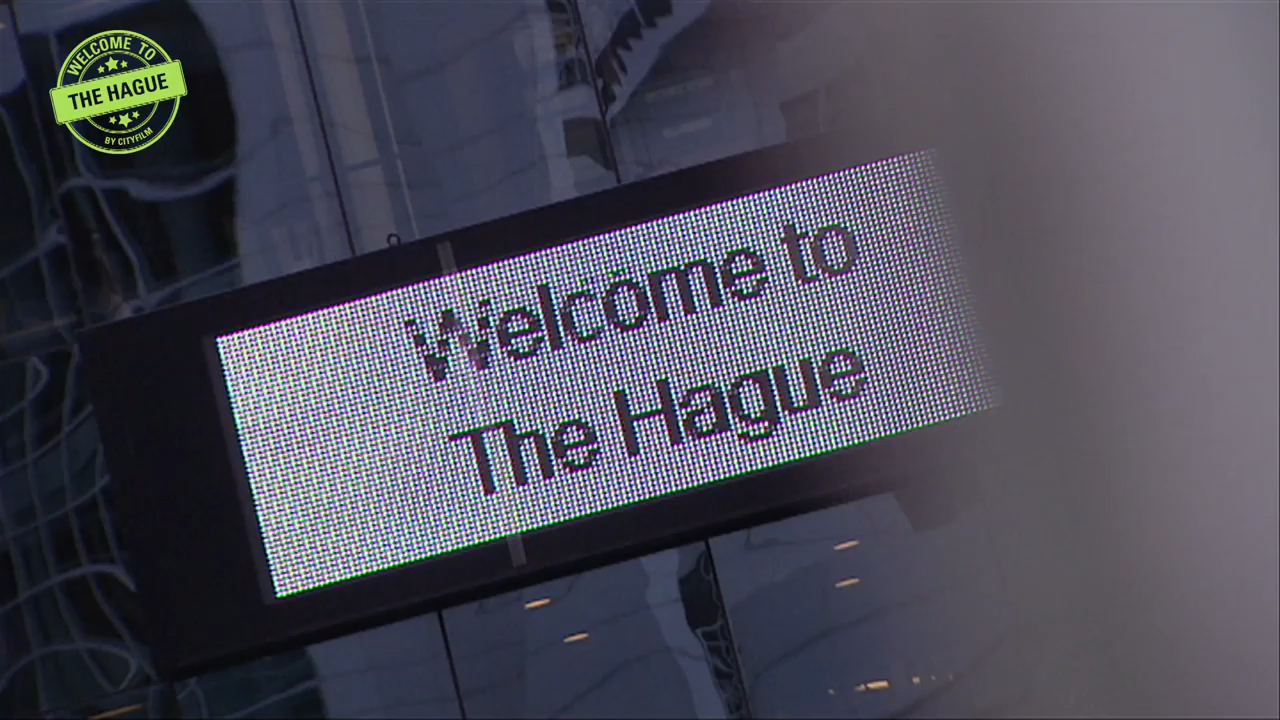 WELCOME TO
THE HAGUE
BY CITYFILM
Welcome to
The Hague